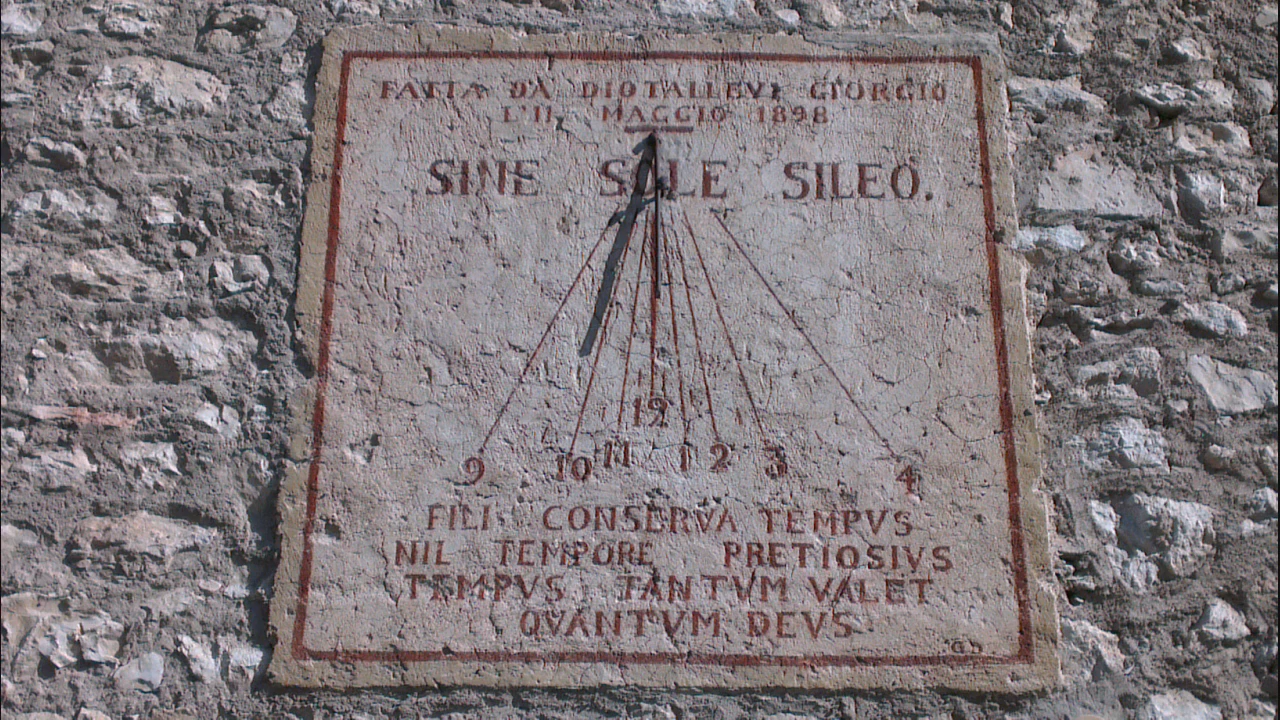 FATTA DA DIOTALLEVI GIORGIO
L'11 MAGGIO 1898
SINE SOLE SILEO.
12
9 10 11 1 2 3 4
FILI CONSERVA TEMPVS
NIL TEMPORE PRETIOSIVS
TEMPVS TANTVM VALET
QVANTVM DEVS